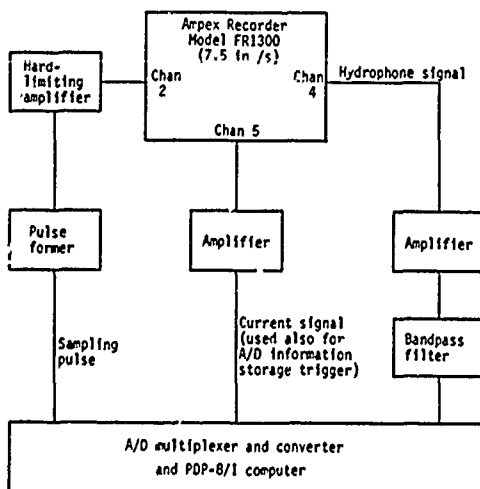 Ampex Recorder
Model FR1300
(7.5 in /s)
Hard-
limiting
amplifier
Chan
2
Chan
4
Hydrophone signal
Chan 5
Pulse
former
Amplifier
Amplifier
Sampling
pulse
Current signal
(used also for
A/D information
storage trigger)
Bandpass
filter
A/D multiplexer and converter
and PDP-8/I computer